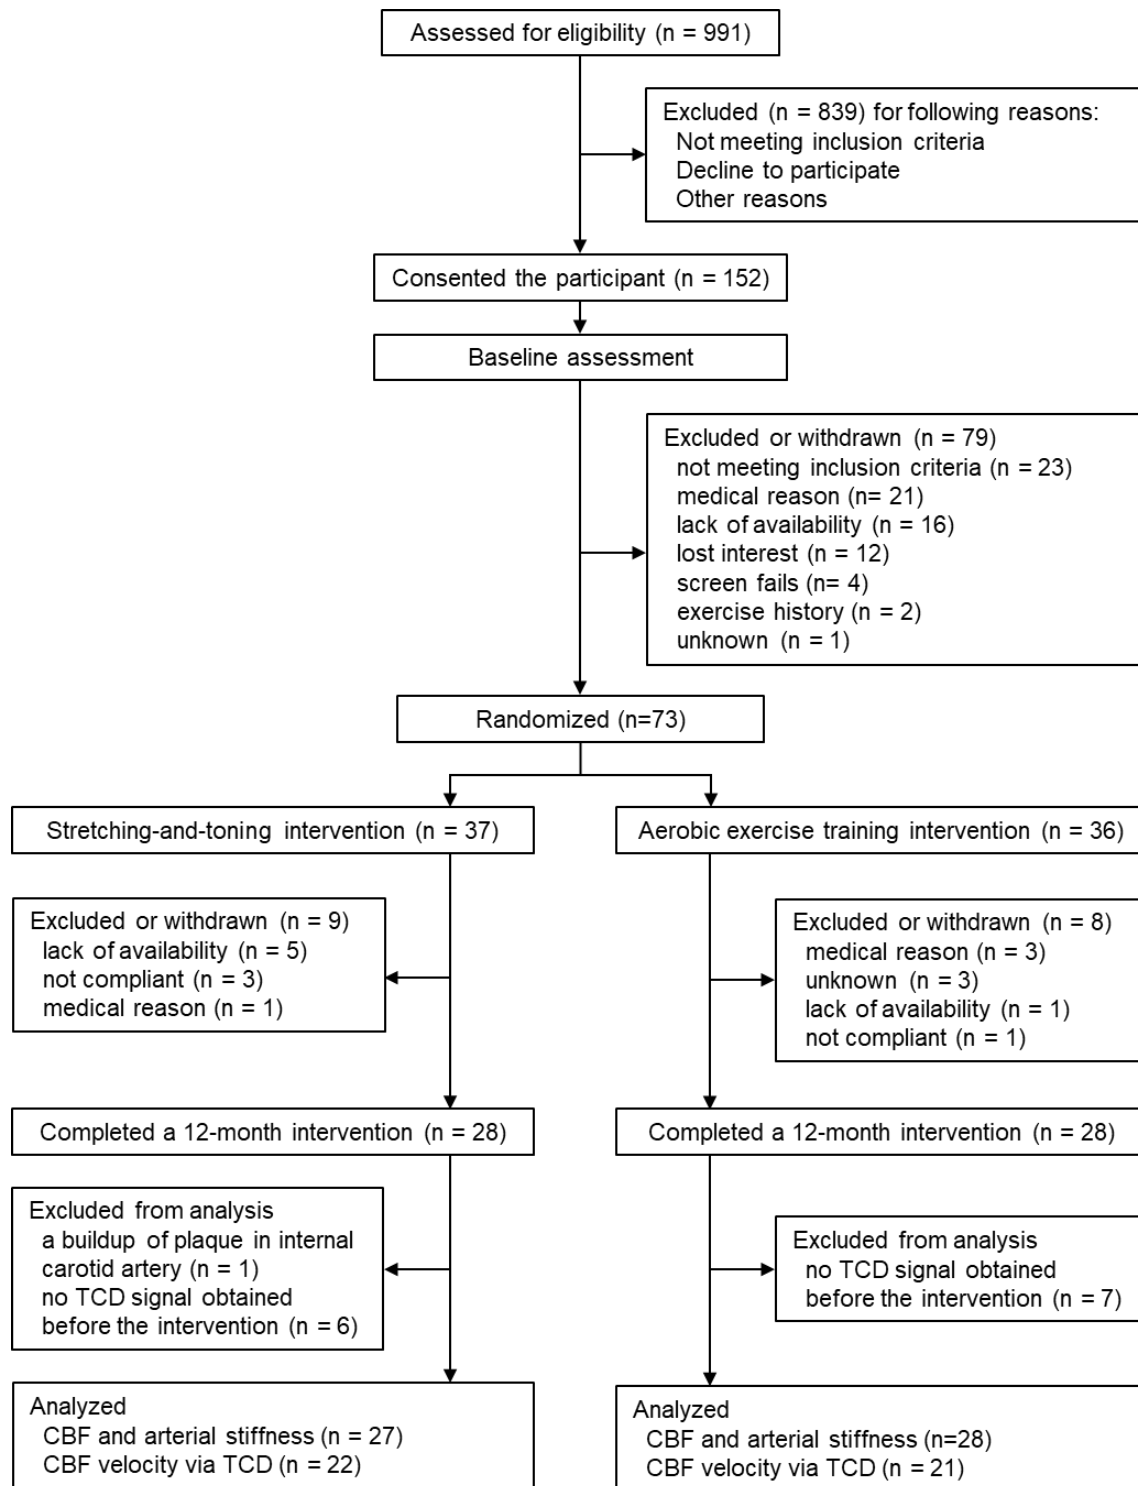 Assessed for eligibility (n = 991)
Excluded (n = 839) for following reasons:
Not meeting inclusion criteria
Decline to participate
Other reasons
Consented the participant (n = 152)
Baseline assessment
Excluded or withdrawn (n = 79)
not meeting inclusion criteria (n = 23)
medical reason (n= 21)
lack of availability (n = 16)
lost interest (n = 12)
screen fails (n= 4)
exercise history (n = 2)
unknown (n = 1)
Randomized (n=73)
Stretching-and-toning intervention (n = 37)
Aerobic exercise training intervention (n = 36)
Excluded or withdrawn (n = 9)
lack of availability (n = 5)
not compliant (n = 3)
medical reason (n = 1)
Excluded or withdrawn (n = 8)
medical reason (n = 3)
unknown (n = 3)
lack of availability (n = 1)
not compliant (n = 1)
Completed a 12-month intervention (n = 28)
Completed a 12-month intervention (n = 28)
Excluded from analysis
a buildup of plaque in internal
carotid artery (n = 1)
no TCD signal obtained
before the intervention (n = 6)
Excluded from analysis
no TCD signal obtained
before the intervention (n = 7)
Analyzed
CBF and arterial stiffness (n = 27)
CBF velocity via TCD (n = 22)
Analyzed
CBF and arterial stiffness (n=28)
CBF velocity via TCD (n = 21)